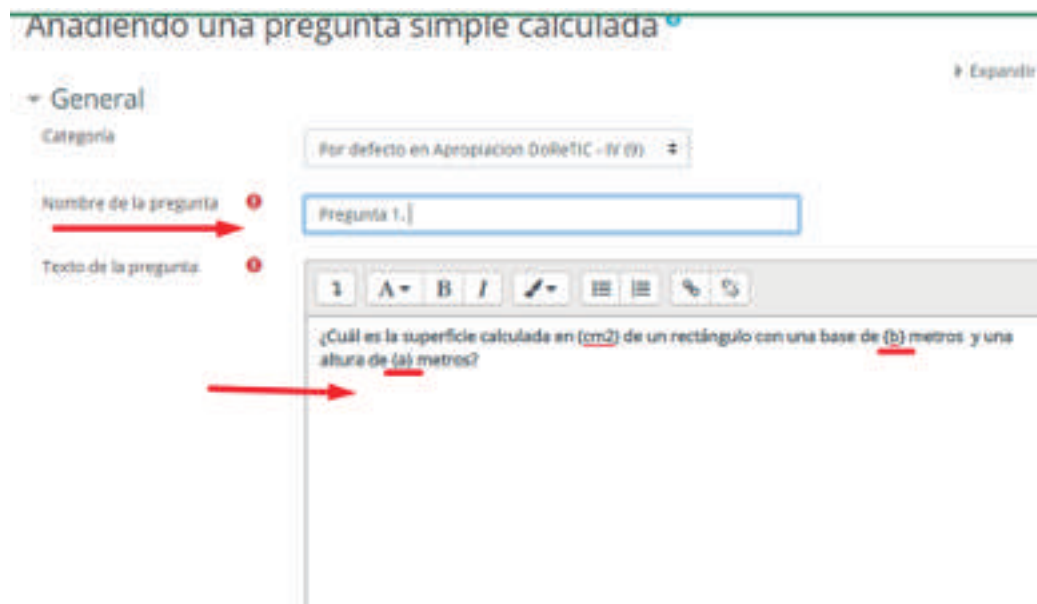 Añadiendo una pregunta simple calculada
Expandir
General
Categoría
Por defecto en Apropiacion DoReTIC - IV (9)
Nombre de la pregunta
Pregunta 1.
Texto de la pregunta
A B I
¿Cuál es la superficie calculada en (cm2) de un rectángulo con una base de {b} metros y una
altura de {a} metros?